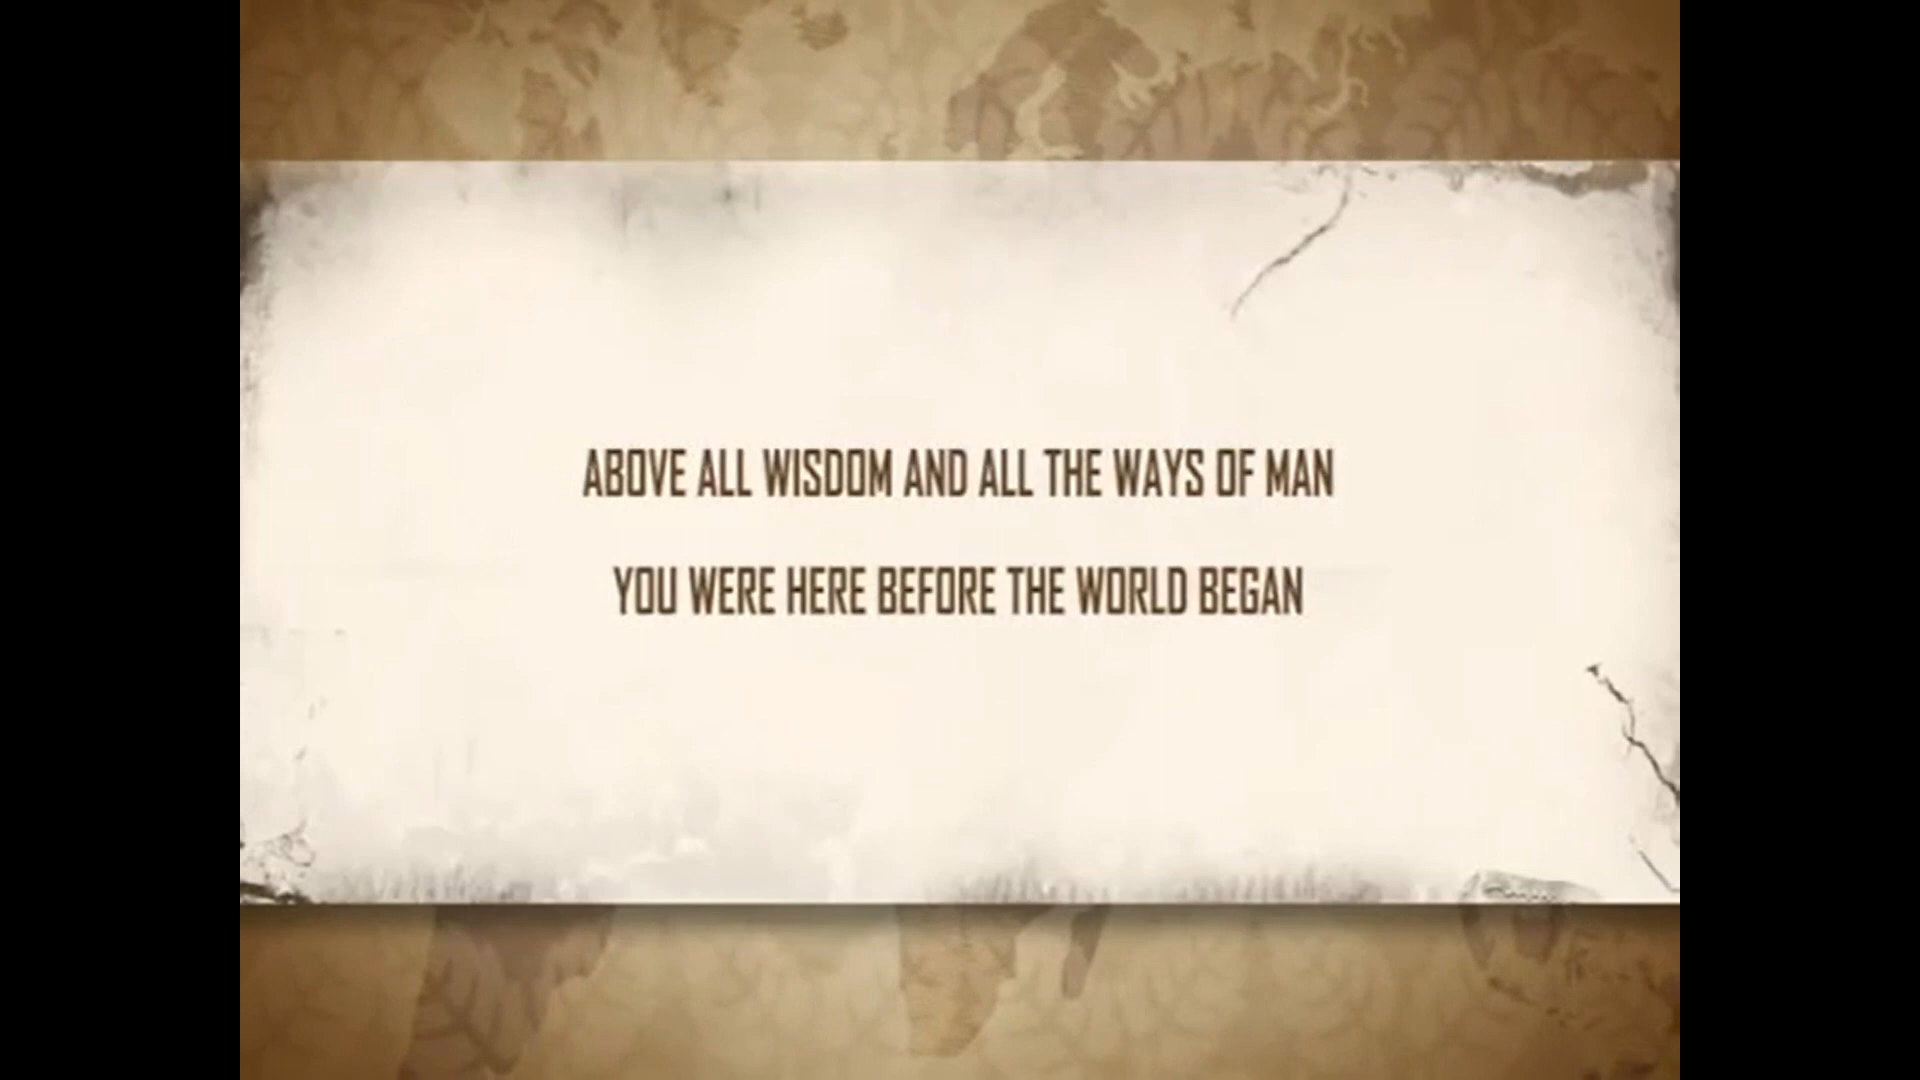 ABOVE ALL WISDOM AND ALL THE WAYS OF MAN
YOU WERE HERE BEFORE THE WORLD BEGAN